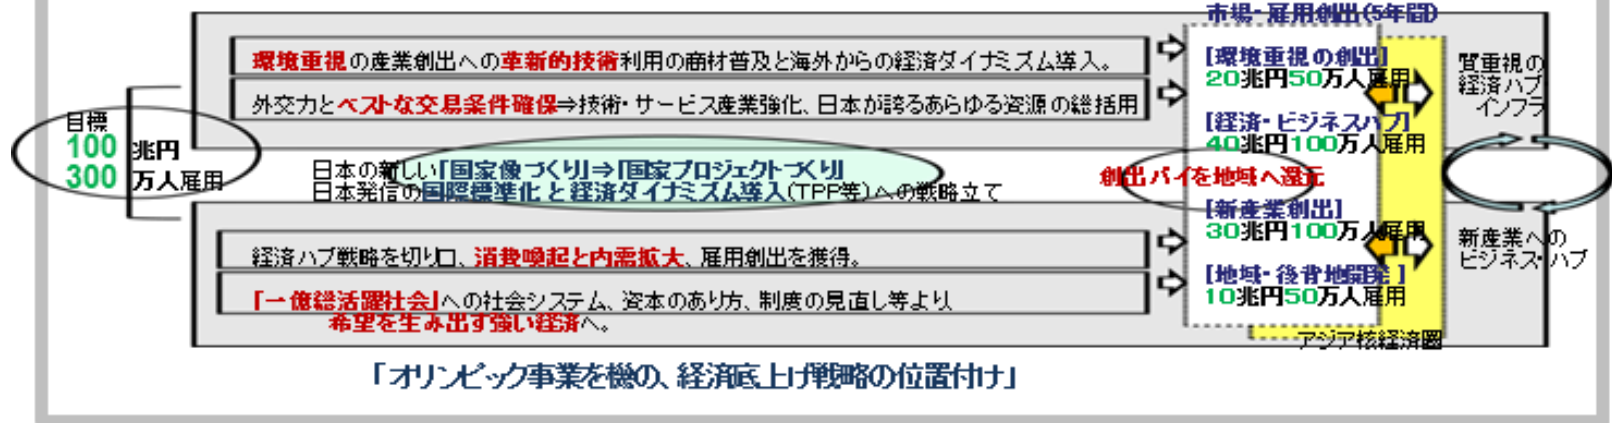 市場・雇用創出(5年間)
環境重視の産業創出への革新的技術利用の商材普及と海外からの経済ダイナミズム導入。
外交力とベストな交易条件確保⇒技術・サービス産業強化、日本が誇るあらゆる資源の総括用
[環境重視の創出]
20兆円50万人雇用
[経済・ビジネスハブ]
40兆円100万人雇用
質重視の
経済ハブ
インフラ
目標
100 兆円
300 万人雇用
日本の新しい「国家像づくり」⇒「国家プロジェクトづくり」
日本発信の国際標準化と経済ダイナミズム導入(TPP等)への戦略立て
創出パイを地域へ還元
経済ハブ戦略を切り口、消費喚起と内需拡大、雇用創出を獲得。
「一億総活躍社会」への社会システム、資本のあり方、制度の見直し等より、
希望を生み出す強い経済へ。
[新産業創出]
30兆円100万人雇用
[地域・後背地開発]
10兆円50万人雇用
新産業への
ビジネス・ハブ
アジア核経済圏
「オリンピック事業を機の、経済底上げ戦略の位置付け」